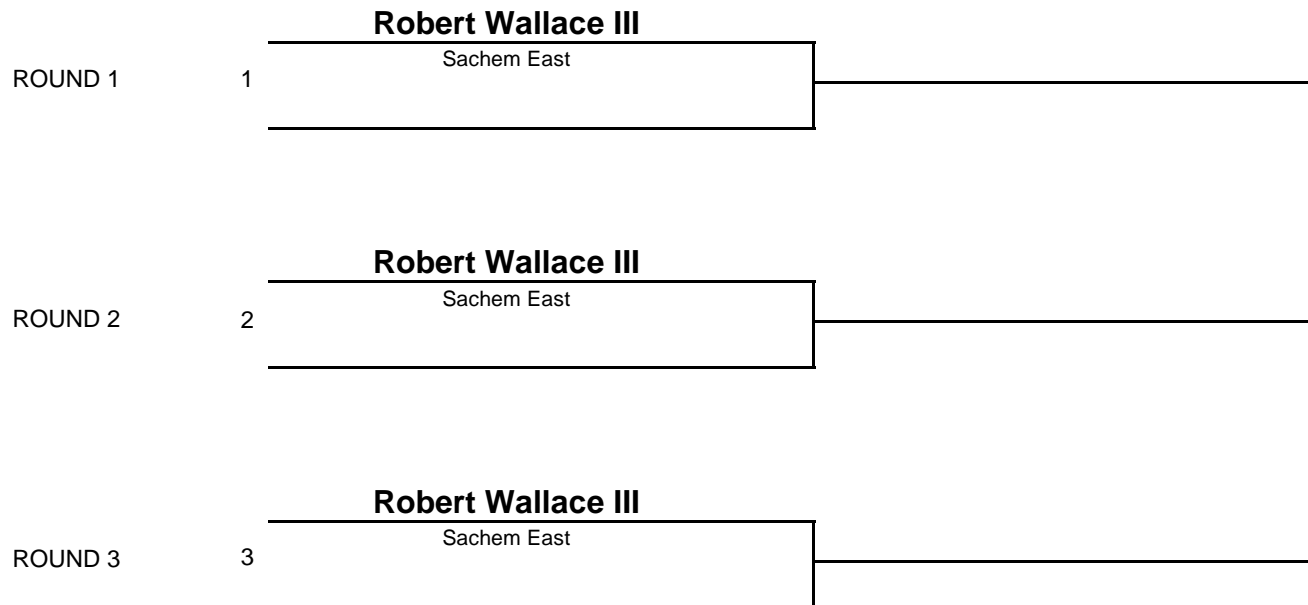 Robert Wallace III
Sachem East
ROUND 1 1
Robert Wallace III
Sachem East
ROUND 2 2
Robert Wallace III
Sachem East
ROUND 3 3